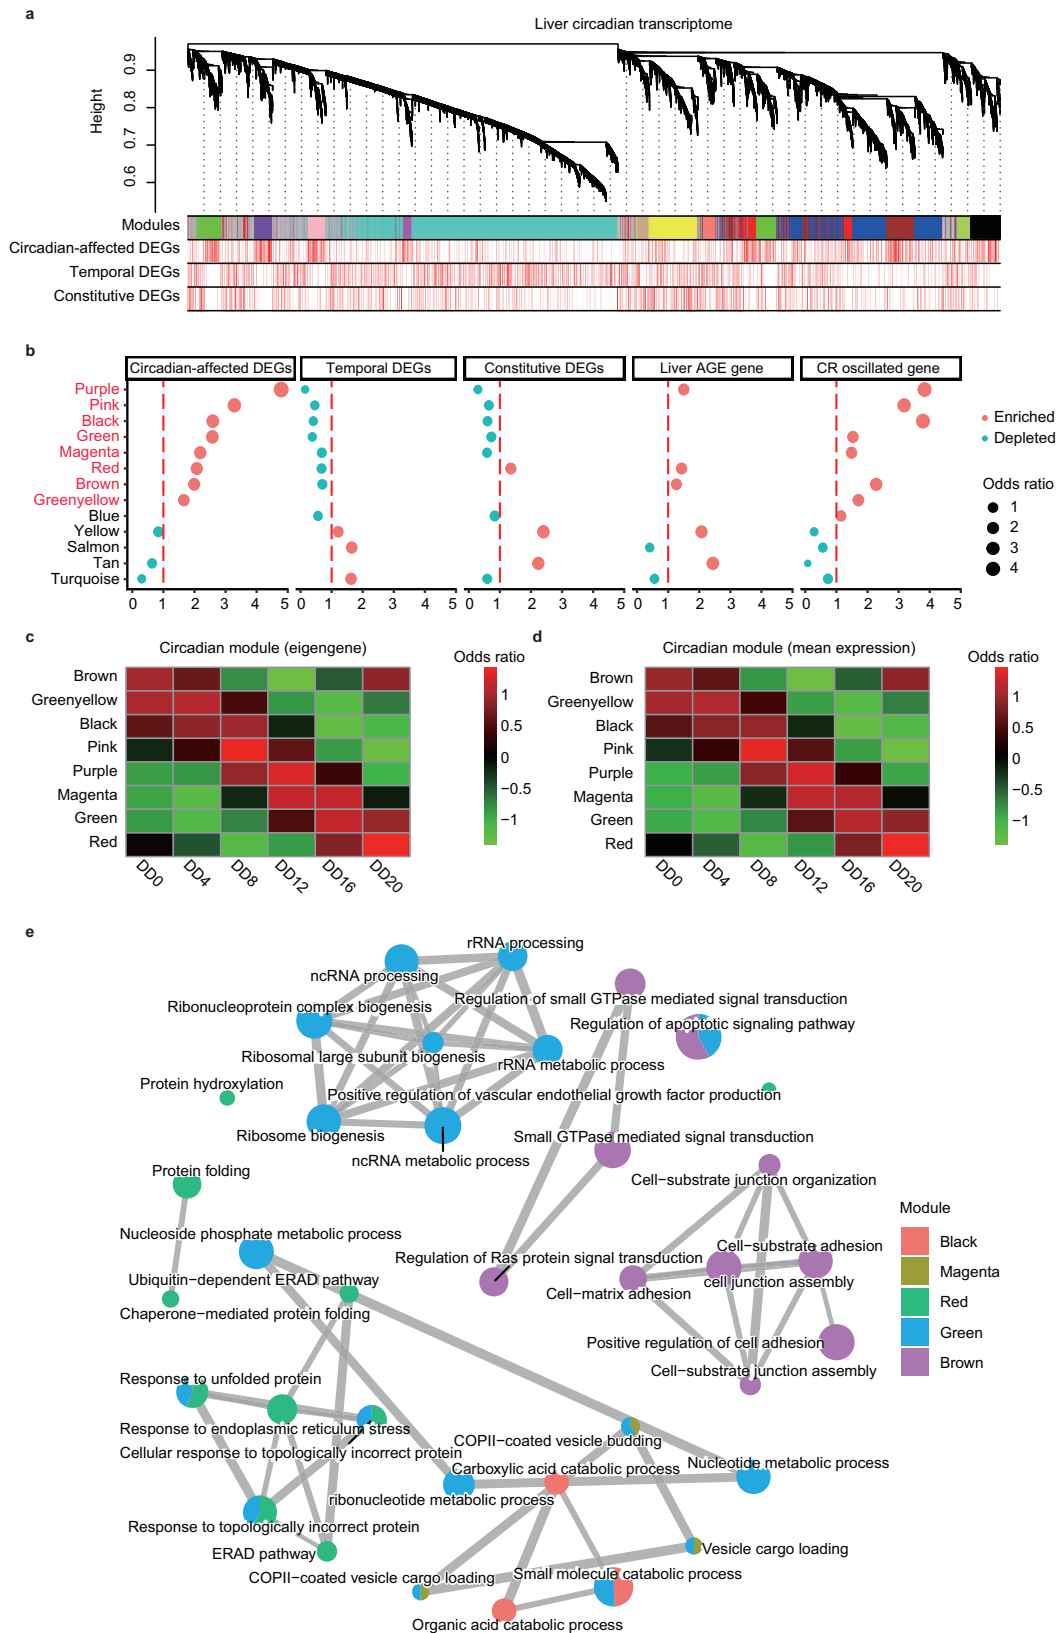 a
Liver circadian transcriptome
Height
0.9
0.8
0.7
0.6
Modules
Circadian-affected DEGs
Temporal DEGs
Constitutive DEGs
b
Circadian-affected DEGs
Temporal DEGs
Constitutive DEGs
Liver AGE gene
CR oscillated gene
Purple
Pink
Black
Green
Magenta
Red
Brown
Greenyellow
Blue
Yellow
Salmon
Tan
Turquoise
0 1 2 3 4 5
0 1 2 3 4 5
0 1 2 3 4 5
0 1 2 3 4 5
0 1 2 3 4 5
Enriched
Depleted
Odds ratio
1
2
3
4
c
Circadian module (eigengene)
Odds ratio
Brown
Greenyellow
Black
Pink
Purple
Magenta
Green
Red
DD0 DD4 DD8 DD12 DD16 DD20
1
0.5
0
−0.5
−1
d
Circadian module (mean expression)
Odds ratio
Brown
Greenyellow
Black
Pink
Purple
Magenta
Green
Red
DD0 DD4 DD8 DD12 DD16 DD20
1
0.5
0
−0.5
−1
e
rRNA processing
ncRNA processing
Regulation of small GTPase mediated signal transduction
Ribonucleoprotein complex biogenesis
Regulation of apoptotic signaling pathway
Ribosomal large subunit biogenesis
rRNA metabolic process
Protein hydroxylation
Positive regulation of vascular endothelial growth factor production
Ribosome biogenesis
Small GTPase mediated signal transduction
ncRNA metabolic process
Protein folding
Cell−substrate junction organization
Nucleoside phosphate metabolic process
Cell−substrate adhesion
Regulation of Ras protein signal transduction
Ubiquitin−dependent ERAD pathway
cell junction assembly
Cell−matrix adhesion
Chaperone−mediated protein folding
Positive regulation of cell adhesion
Cell−substrate junction assembly
Response to unfolded protein
Response to endoplasmic reticulum stress
COPII−coated vesicle budding
Cellular response to topologically incorrect protein
Nucleotide metabolic process
Carboxylic acid catabolic process
ribonucleotide metabolic process
Response to topologically incorrect protein
Vesicle cargo loading
ERAD pathway
COPII−coated vesicle cargo loading
Small molecule catabolic process
Organic acid catabolic process
Module
Black
Magenta
Red
Green
Brown